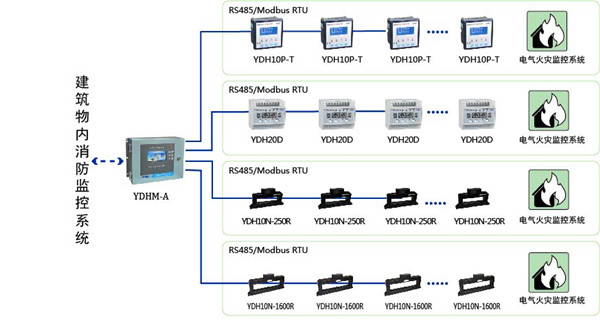 建筑物内消防监控系统
YDHM-A
RS485/Modbus RTU
YDH10P-T YDH10P-T YDH10P-T YDH10P-T
电气火灾监控系统
RS485/Modbus RTU
YDH20D YDH20D YDH20D YDH20D
电气火灾监控系统
RS485/Modbus RTU
YDH10N-250R YDH10N-250R YDH10N-250R YDH10N-250R
电气火灾监控系统
RS485/Modbus RTU
YDH10N-1600R YDH10N-1600R YDH10N-1600R YDH10N-1600R
电气火灾监控系统